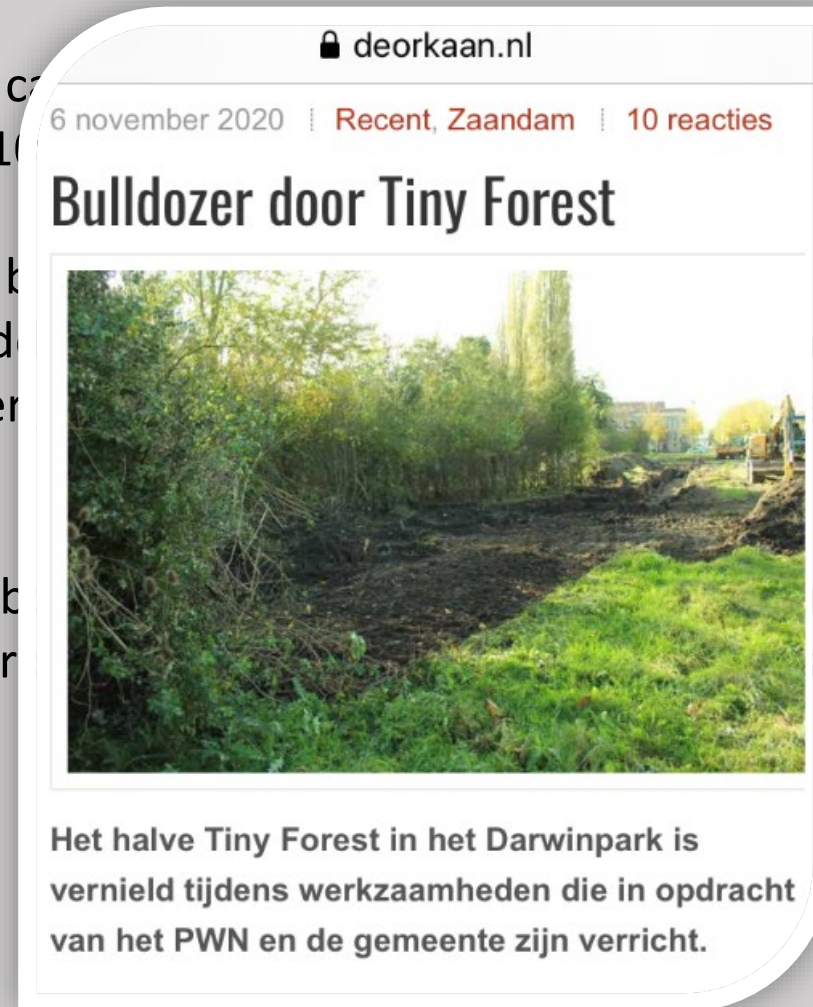 deorkaan.nl
6 november 2020 Recent, Zaandam 10 reacties
Bulldozer door Tiny Forest
Het halve Tiny Forest in het Darwinpark is
vernield tijdens werkzaamheden die in opdracht
van het PWN en de gemeente zijn verricht.